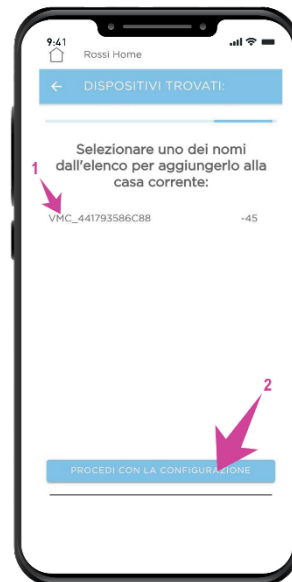 9:41
Rossi Home
DISPOSITIVI TROVATI:
Selezionare uno dei nomi
dall'elenco per aggiungerlo alla
casa corrente:
1
VMC_441793586C88 -45
2
PROCEDI CON LA CONFIGURAZIONE